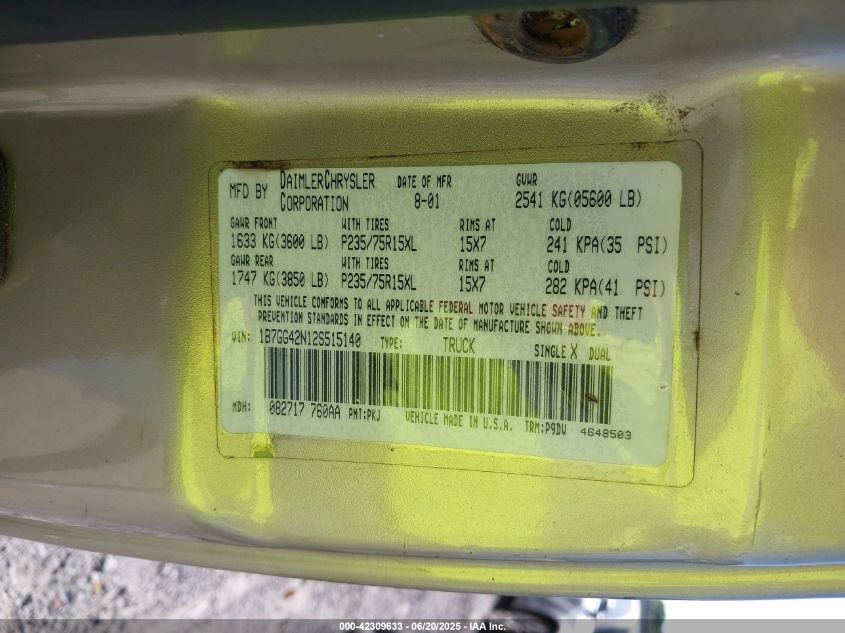 MFD BY DAIMLERCHRYSLER CORPORATION DATE OF MFR 8-01 GVWR 2541 KG(05600 LB)
GAWR FRONT WITH TIRES RIMS AT COLD
1633 KG(3600 LB) P235/75R15XL 15X7 241 KPA(35 PSI)
GAWR REAR WITH TIRES RIMS AT COLD
1747 KG(3850 LB) P235/75R15XL 15X7 282 KPA(41 PSI)
THIS VEHICLE CONFORMS TO ALL APPLICABLE FEDERAL MOTOR VEHICLE SAFETY AND THEFT
PREVENTION STANDARDS IN EFFECT ON THE DATE OF MANUFACTURE SHOWN ABOVE.
VIN: 1B7GG42N12S515140 TYPE: TRUCK SINGLE X DUAL
MDH: 082717 760AA PNT:PKJ VEHICLE MADE IN U.S.A. TRM:P9DV 4648503
000-42309633 - 06/20/2025 - IAA Inc.